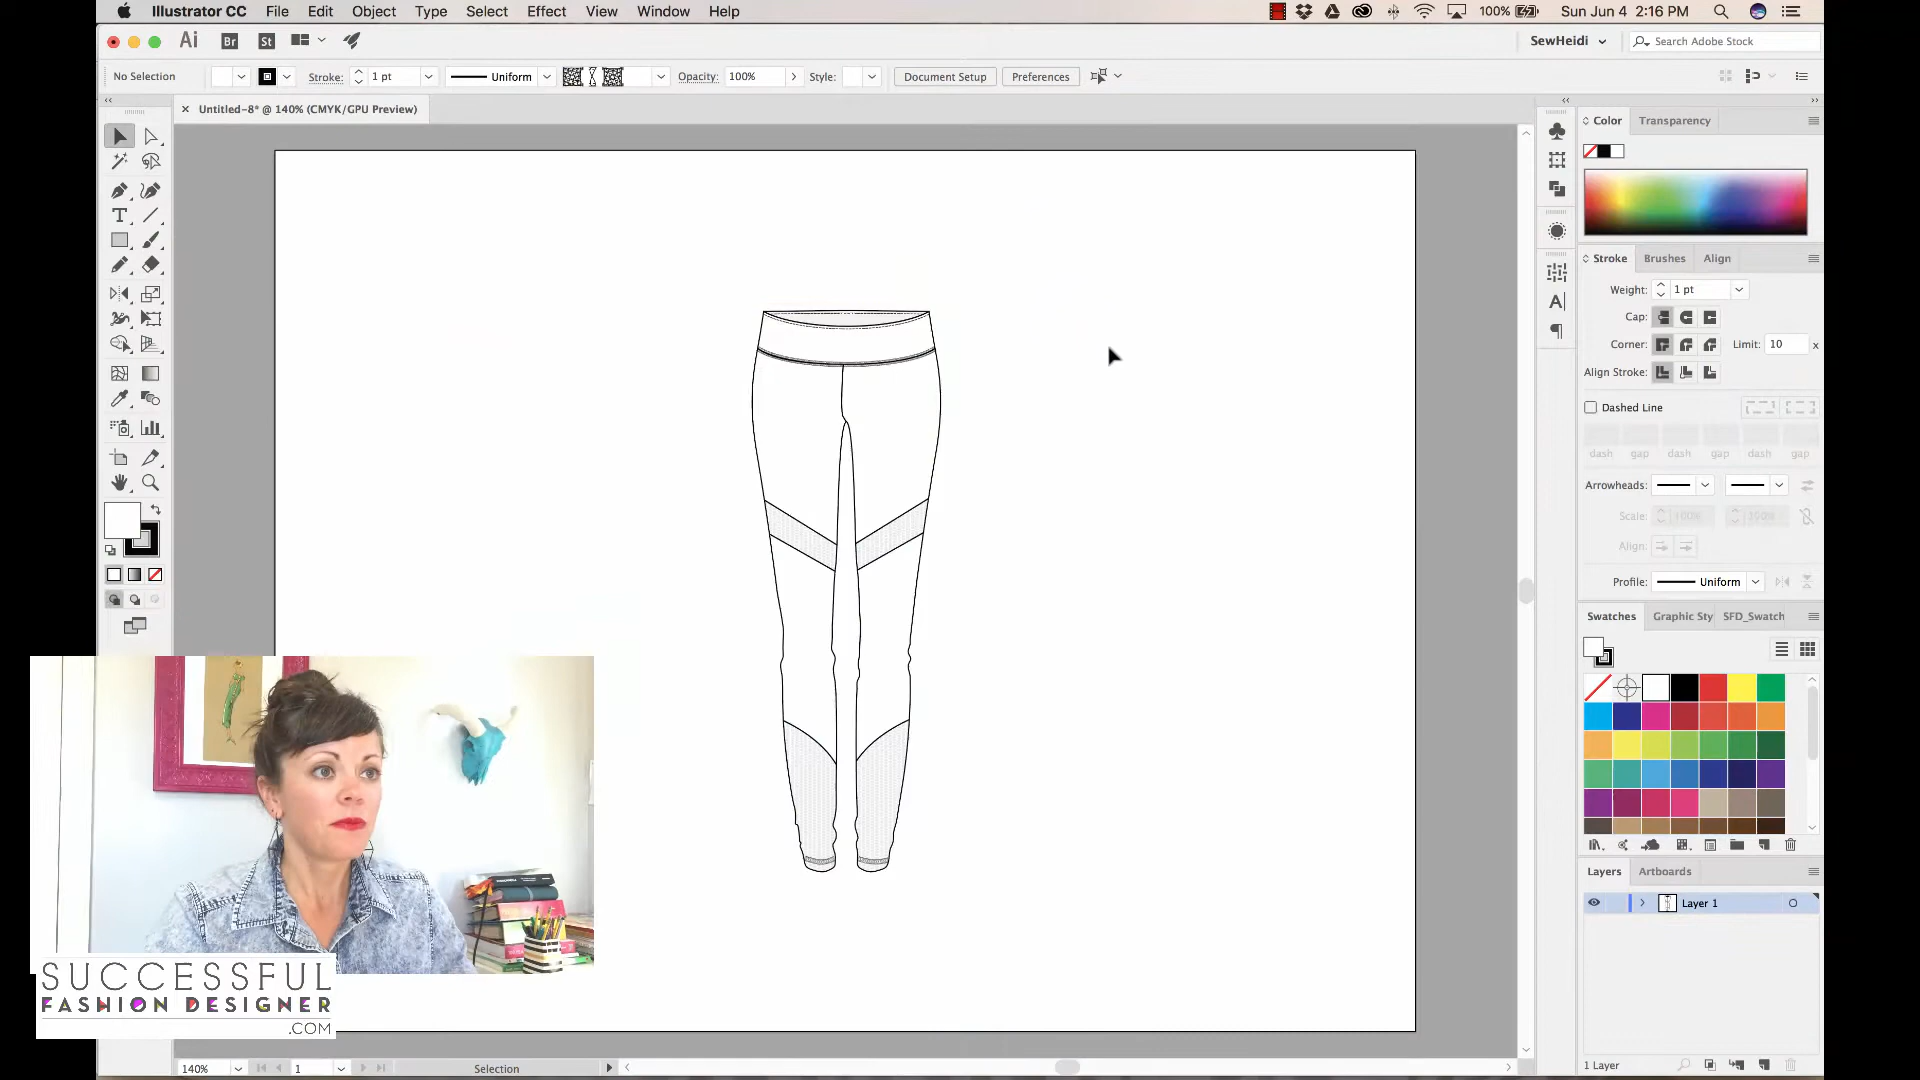 Illustrator CC File Edit Object Type Select Effect View Window Help
100% Sun Jun 4 2:16 PM
Ai Br St SewHeidi Search Adobe Stock
No Selection Stroke: 1 pt Uniform Opacity: 100% Style: Document Setup Preferences
Untitled-8* @ 140% (CMYK/GPU Preview)
Color Transparency
Stroke Brushes Align
Weight: 1 pt
Cap:
Corner: Limit: 10 x
Align Stroke:
Dashed Line
dash gap dash gap dash gap
Arrowheads:
Scale: 100%
Align:
Profile: Uniform
Swatches Graphic Sty SFD_Swatch
Layers Artboards
Layer 1
SUCCESSFUL
FASHION DESIGNER
.COM
140% 1 Selection
1 Layer